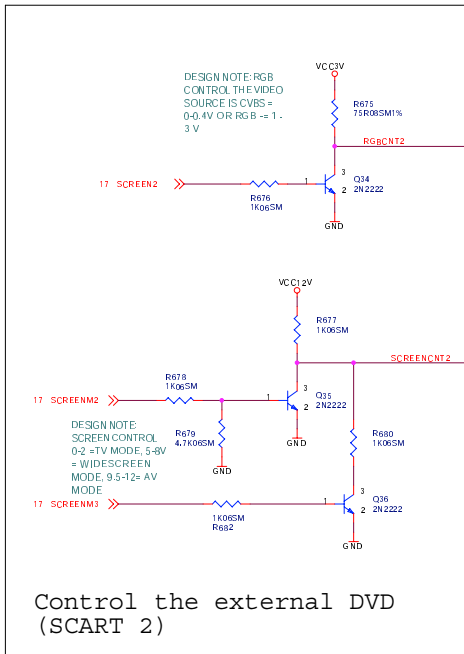 VCC3V
DESIGN NOTE: RGB
CONTROL THE VIDEO
SOURCE IS CVBS =
0-0.4V OR RGB -= 1 -
3 V
R675
75R08SM1%
RGBCNT2
17 SCREEN2
1
3
Q34
2
2N2222
R676
1K06SM
GND
VCC12V
R677
1K06SM
SCREENCNT2
R678
1K06SM
3
Q35
2N2222
17 SCREENM2
1
2
DESIGN NOTE:
SCREEN CONTROL
0-2 =TV MODE, 5-8V
= WIDESCREEN
MODE, 9.5-12= AV
MODE
R679
4.7K06SM
GND
GND
R680
1K06SM
3
Q36
17 SCREENM3
1
2
2N2222
1K06SM
R682
GND
Control the external DVD
(SCART 2)